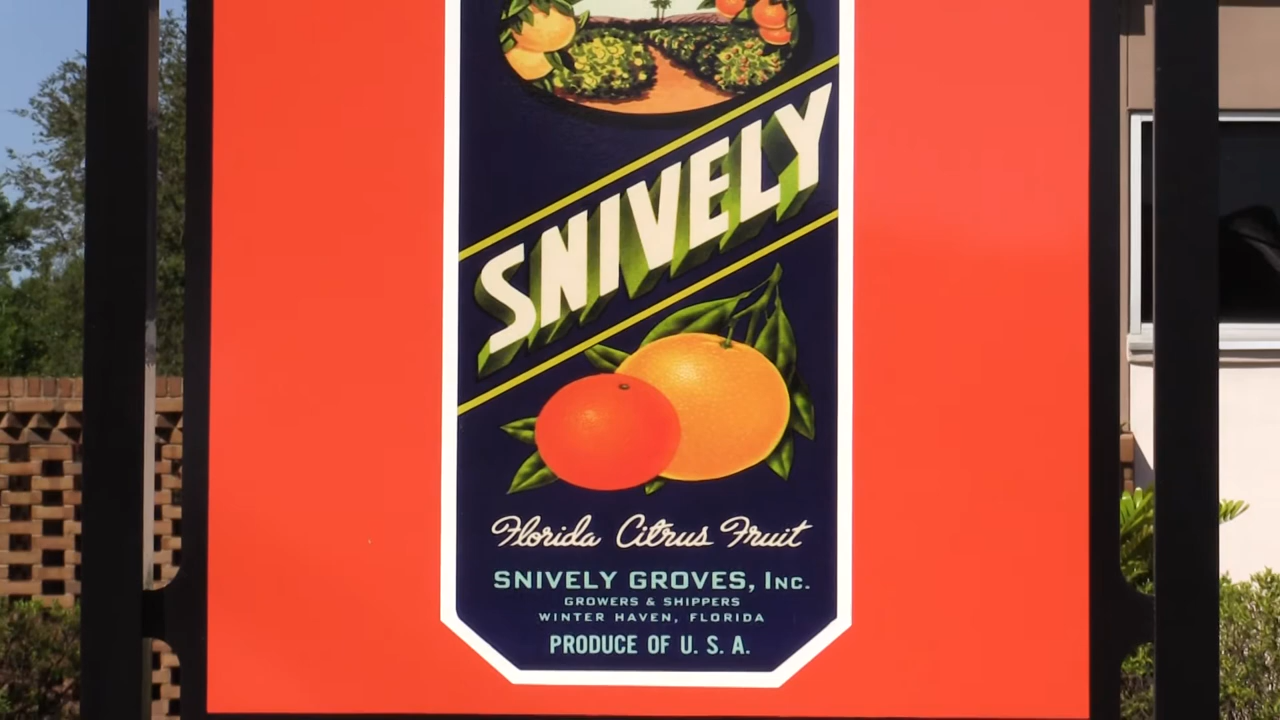 SNIVELY
Florida Citrus Fruit
SNIVELY GROVES, INC.
GROWERS & SHIPPERS
WINTER HAVEN, FLORIDA
PRODUCE OF U. S. A.